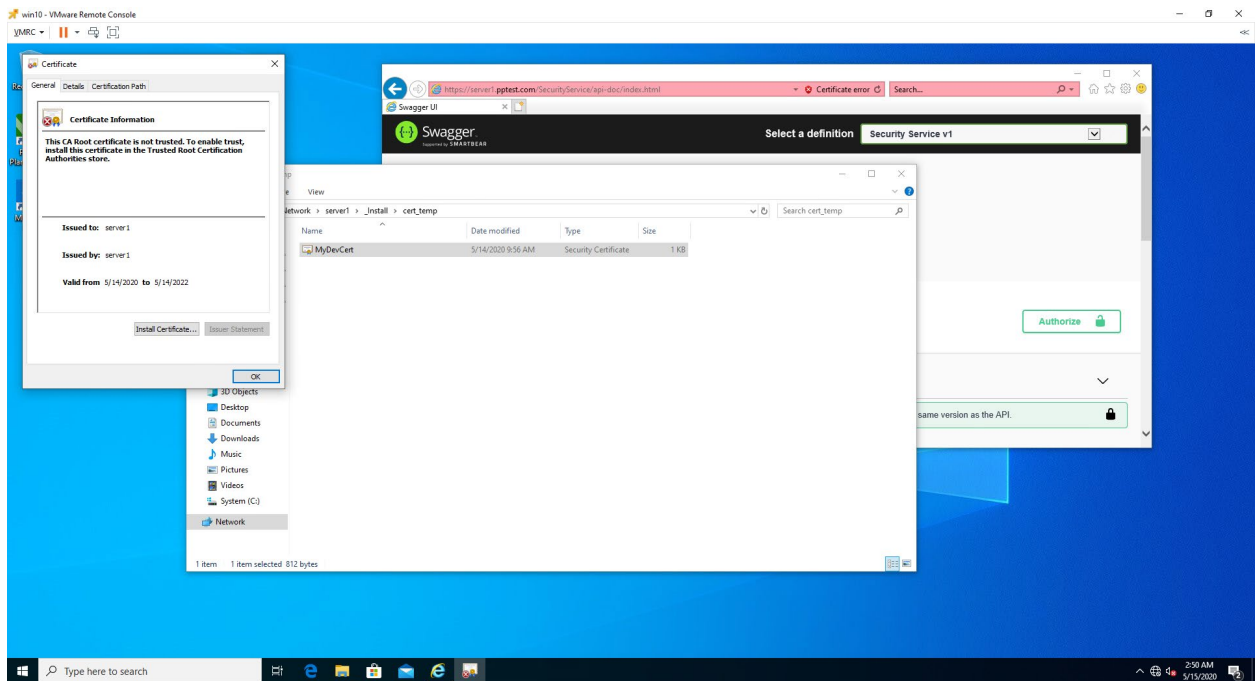 win10 - VMware Remote Console
VMRC
Certificate
General Details Certification Path
Certificate Information
This CA Root certificate is not trusted. To enable trust,
install this certificate in the Trusted Root Certification
Authorities store.
Issued to: server1
Issued by: server1
Valid from 5/14/2020 to 5/14/2022
Install Certificate... Issuer Statement
OK
https://server1.pptest.com/SecurityService/api-doc/index.html
Certificate error
Search...
Swagger UI
Swagger.
Supported by SMARTBEAR
Select a definition
Security Service v1
View
Network > server1 > _Install > cert_temp
Search cert_temp
Name Date modified Type Size
MyDevCert 5/14/2020 9:56 AM Security Certificate 1 KB
Authorize
same version as the API.
3D Objects
Desktop
Documents
Downloads
Music
Pictures
Videos
System (C:)
Network
1 item 1 item selected 812 bytes
Type here to search
2:50 AM
5/15/2020
2